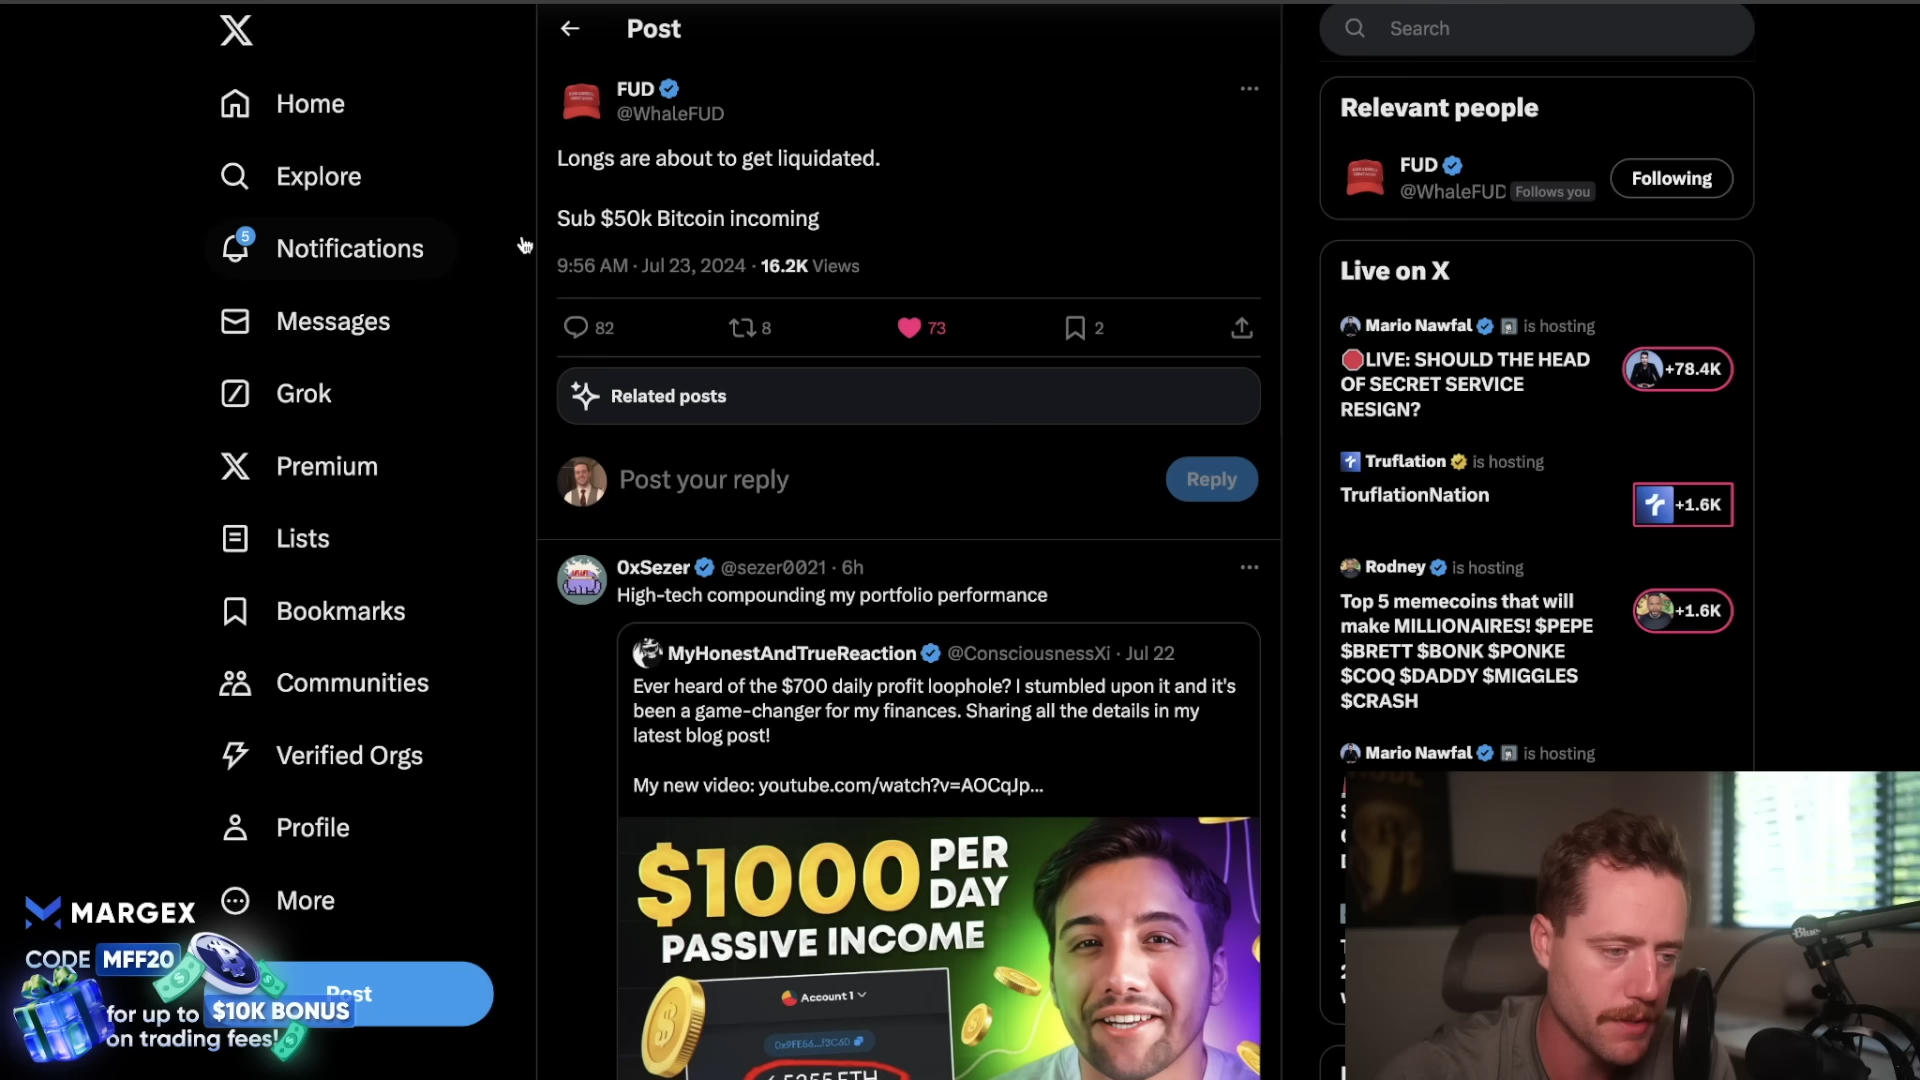 Home
Explore
5
Notifications
Messages
Grok
Premium
Lists
Bookmarks
Communities
Verified Orgs
Profile
More
Post
MARGEX
CODE MFF20
for up to $10K BONUS
on trading fees!
Post
FUD
@WhaleFUD
Longs are about to get liquidated.
Sub $50k Bitcoin incoming
9:56 AM · Jul 23, 2024 · 16.2K Views
82 8 73 2
Related posts
Post your reply
Reply
0xSezer @sezer0021 · 6h
High-tech compounding my portfolio performance
MyHonestAndTrueReaction @ConsciousnessXi · Jul 22
Ever heard of the $700 daily profit loophole? I stumbled upon it and it's
been a game-changer for my finances. Sharing all the details in my
latest blog post!
My new video: youtube.com/watch?v=AOCqJp...
$1000 PER
DAY
PASSIVE INCOME
Account 1
Search
Relevant people
FUD
@WhaleFUD Follows you
Following
Live on X
Mario Nawfal is hosting
LIVE: SHOULD THE HEAD
OF SECRET SERVICE
RESIGN?
+78.4K
Truflation is hosting
TruflationNation
+1.6K
Rodney is hosting
Top 5 memecoins that will
make MILLIONAIRES! $PEPE
$BRETT $BONK $PONKE
$COQ $DADDY $MIGGLES
$CRASH
+1.6K
Mario Nawfal is hosting
Blue